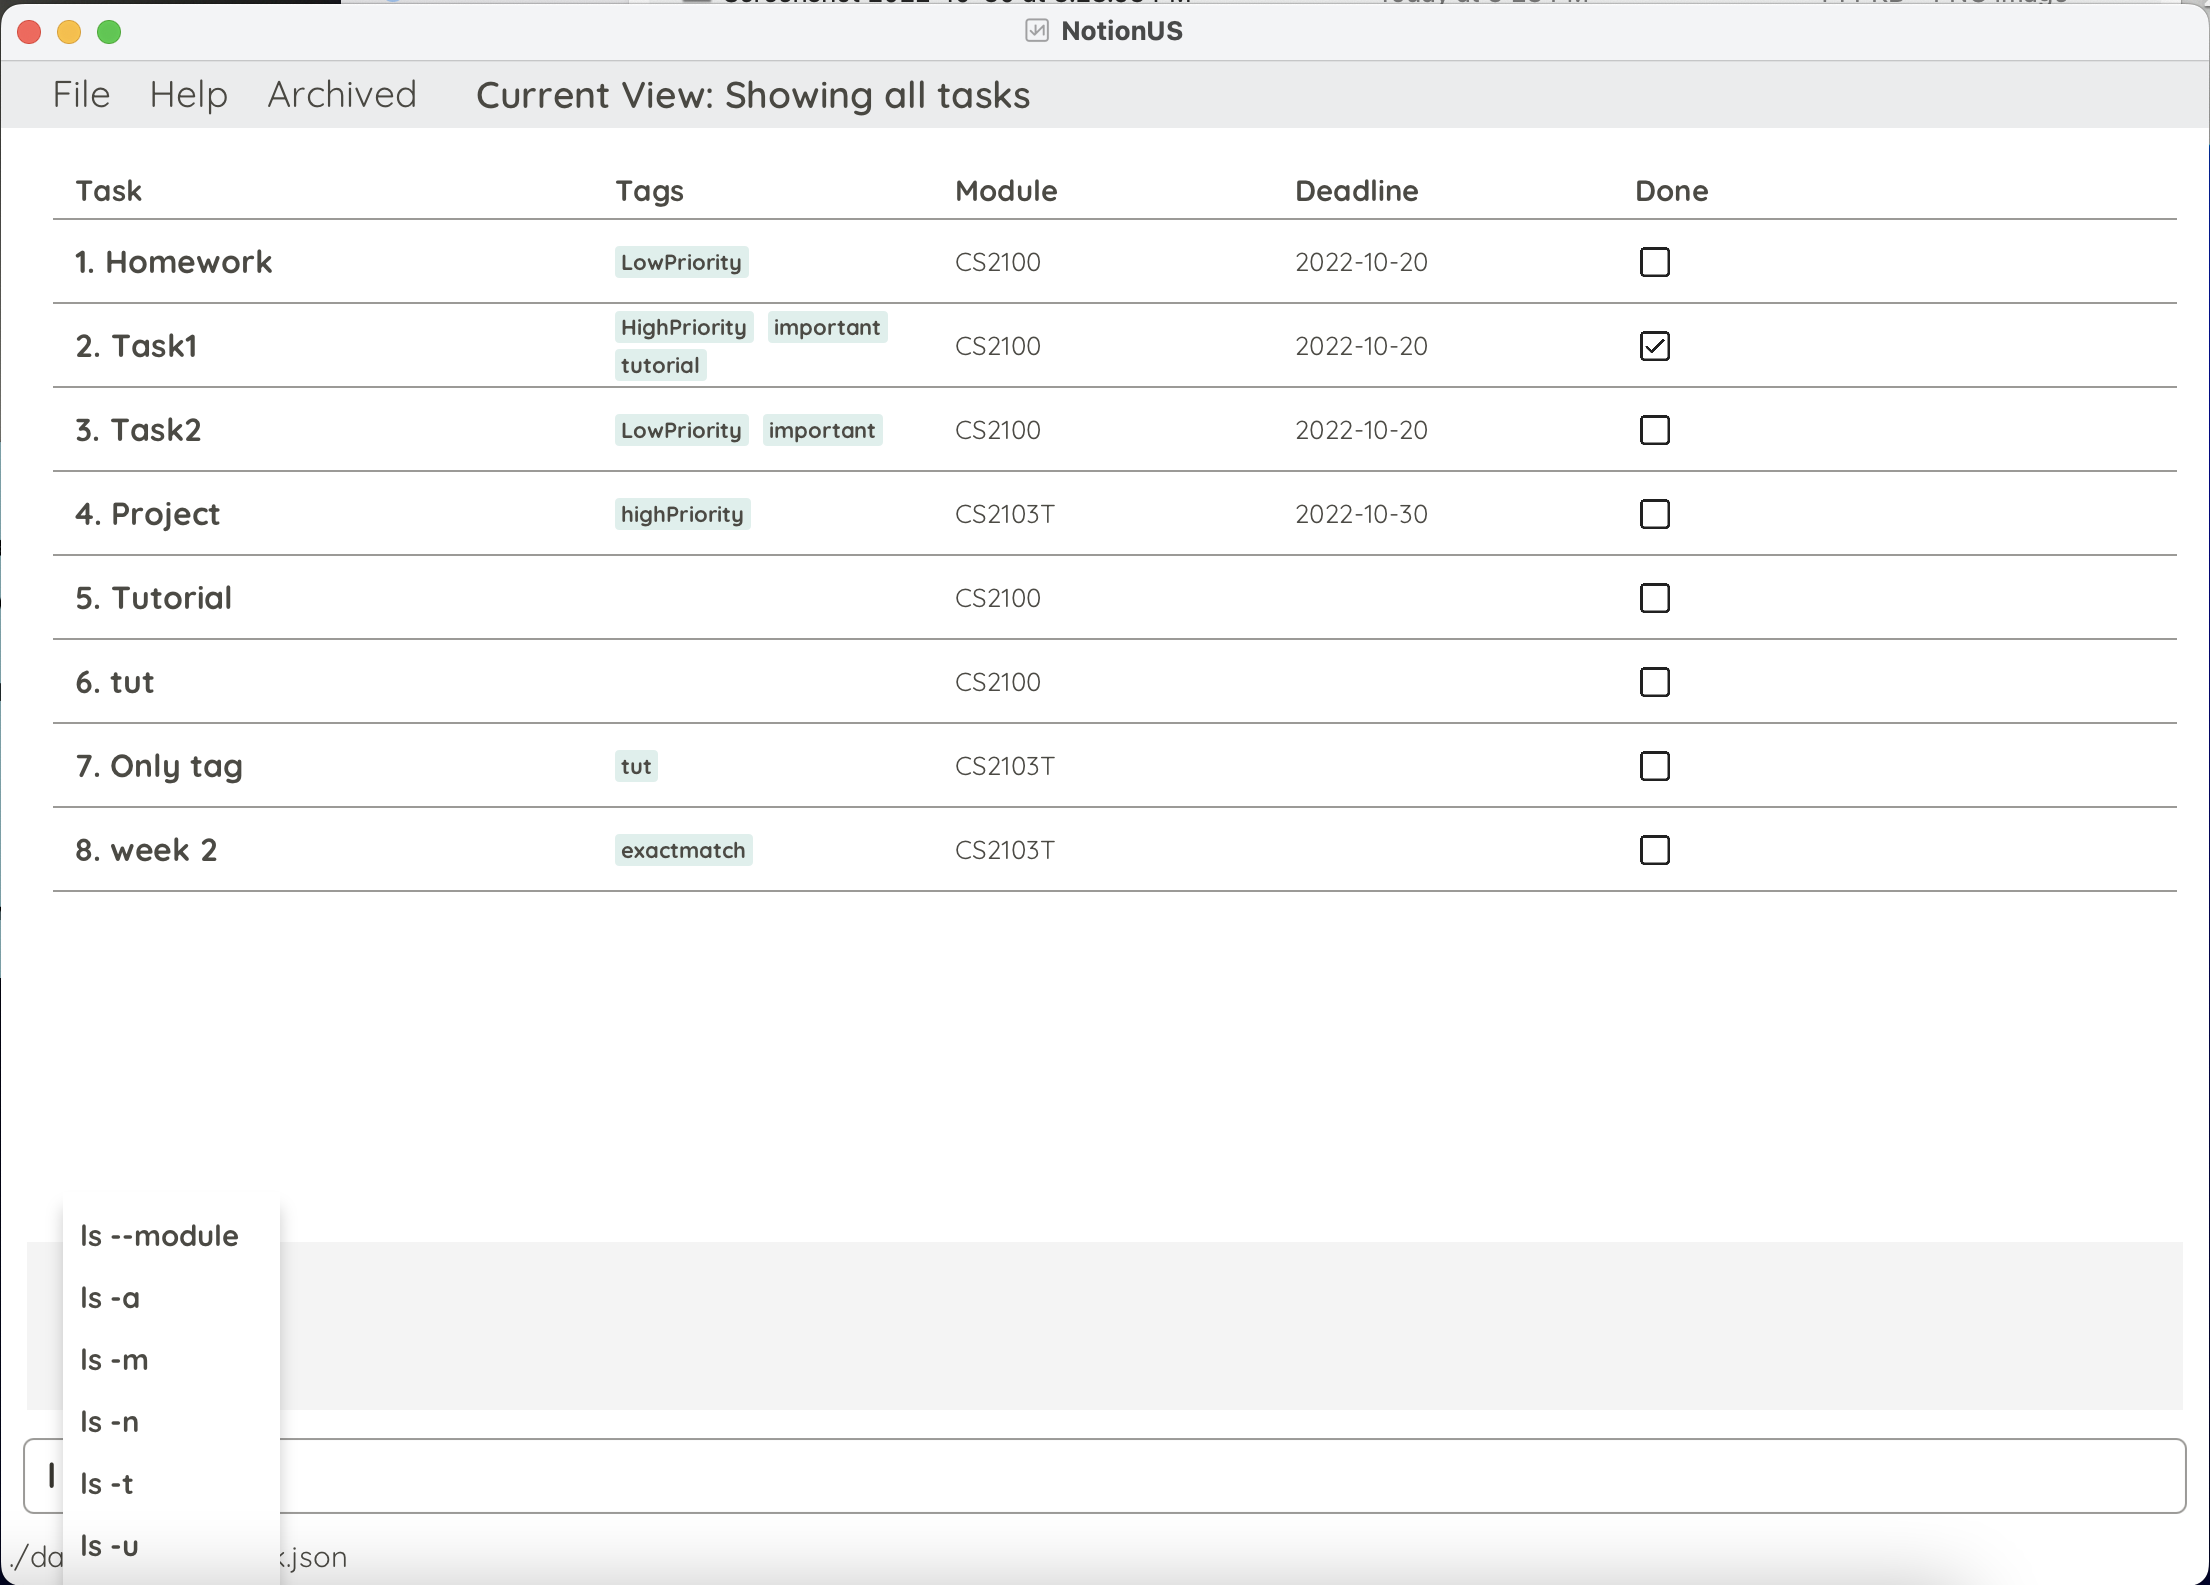 NotionUS
File Help Archived Current View: Showing all tasks
Task Tags Module Deadline Done
1. Homework LowPriority CS2100 2022-10-20
2. Task1 HighPriority important tutorial CS2100 2022-10-20
3. Task2 LowPriority important CS2100 2022-10-20
4. Project highPriority CS2103T 2022-10-30
5. Tutorial CS2100
6. tut CS2100
7. Only tag tut CS2103T
8. week 2 exactmatch CS2103T
ls --module
ls -a
ls -m
ls -n
l
ls -t
ls -u
./da k.json